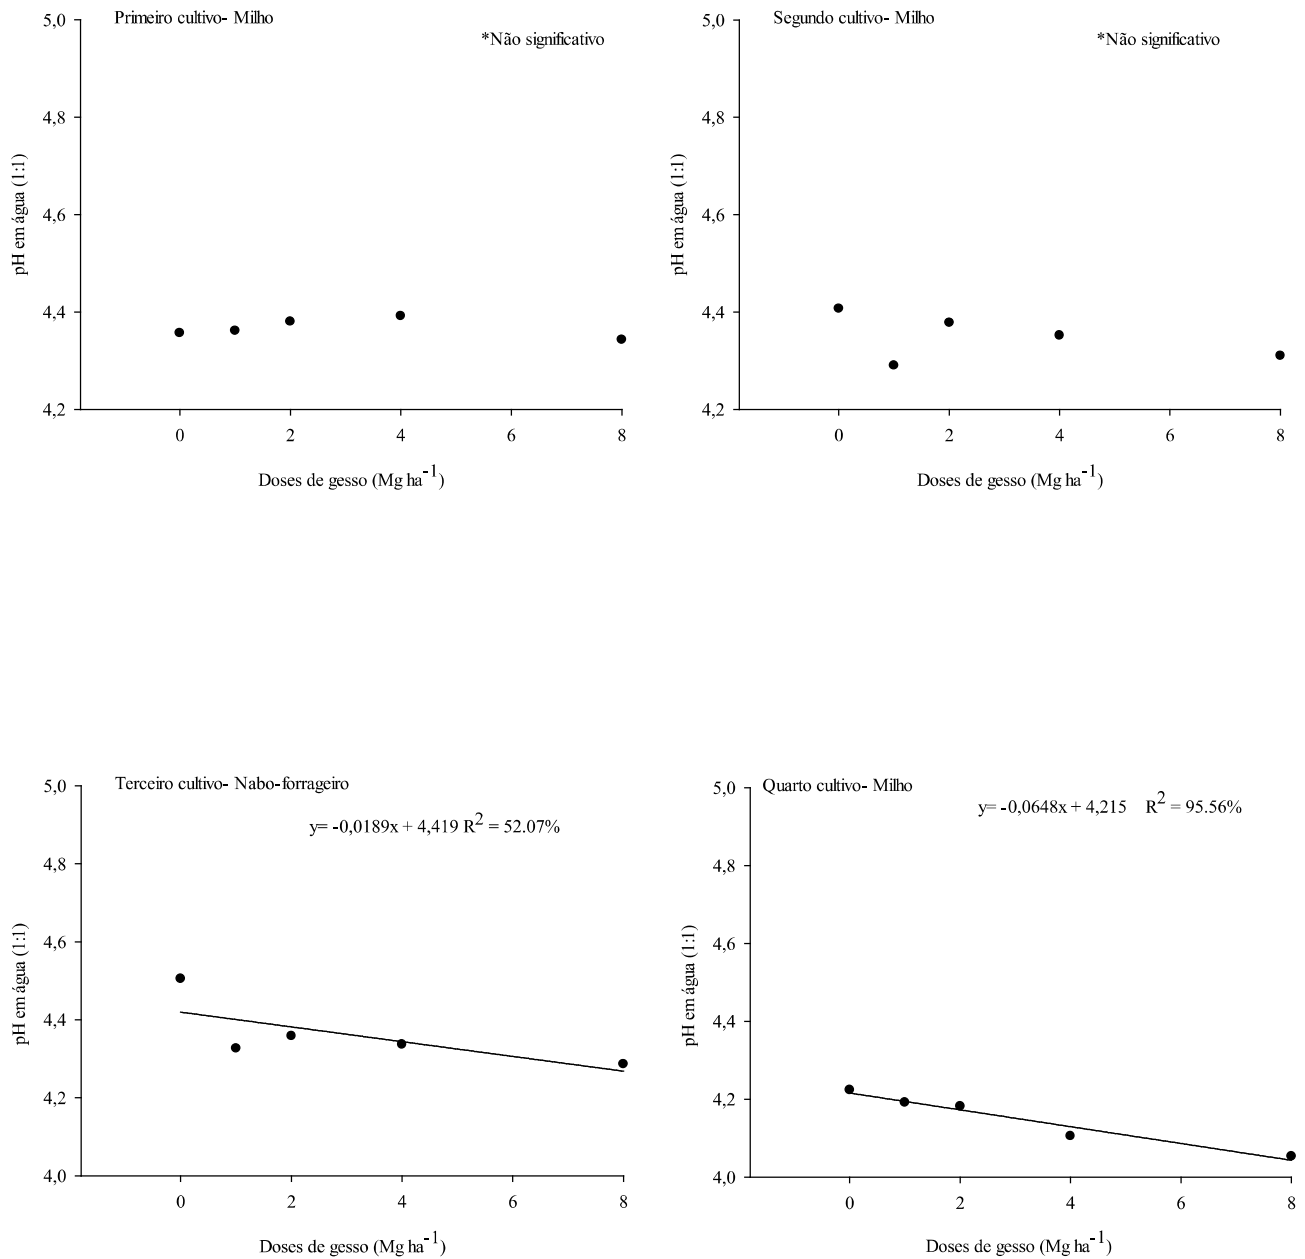 Primeiro cultivo- Milho
*Não significativo
5,0
4,8
4,6
4,4
4,2
pH em água (1:1)
0 2 4 6 8
Doses de gesso (Mg ha-1)
Segundo cultivo- Milho
*Não significativo
5,0
4,8
4,6
4,4
4,2
pH em água (1:1)
0 2 4 6 8
Doses de gesso (Mg ha-1)
Terceiro cultivo- Nabo-forrageiro
y= -0,0189x + 4,419 R2 = 52.07%
5,0
4,8
4,6
4,4
4,2
4,0
pH em água (1:1)
0 2 4 6 8
Doses de gesso (Mg ha-1)
Quarto cultivo- Milho
y= -0,0648x + 4,215 R2 = 95.56%
5,0
4,8
4,6
4,4
4,2
4,0
pH em água (1:1)
0 2 4 6 8
Doses de gesso (Mg ha-1)